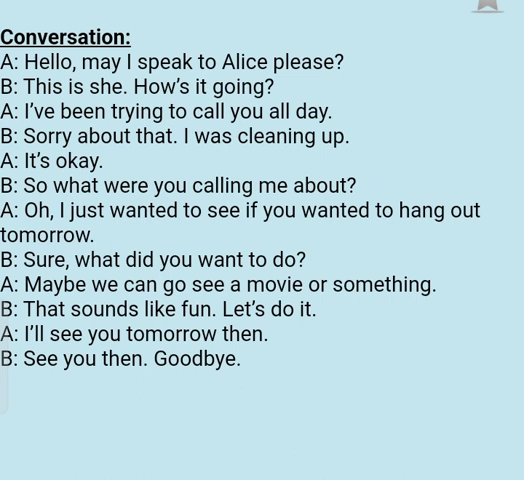 Conversation:
A: Hello, may I speak to Alice please?
B: This is she. How’s it going?
A: I’ve been trying to call you all day.
B: Sorry about that. I was cleaning up.
A: It’s okay.
B: So what were you calling me about?
A: Oh, I just wanted to see if you wanted to hang out
tomorrow.
B: Sure, what did you want to do?
A: Maybe we can go see a movie or something.
B: That sounds like fun. Let’s do it.
A: I’ll see you tomorrow then.
B: See you then. Goodbye.